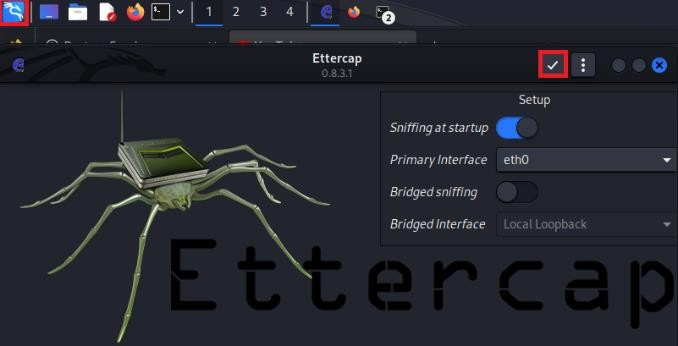 1 2 3 4
2
Ettercap
0.8.3.1
Setup
Sniffing at startup
Primary Interface eth0
Bridged sniffing
Bridged Interface Local Loopback
Ettercap